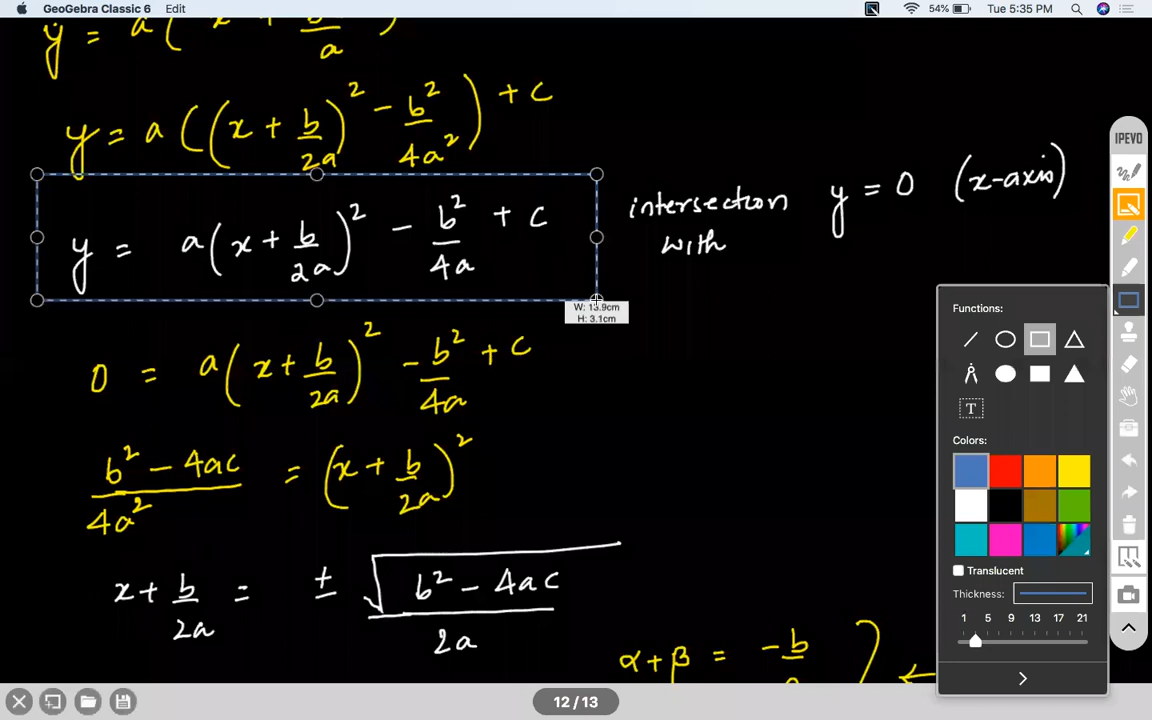 GeoGebra Classic 6 Edit 54% Tue 5:35 PM
y = a(x + b/a)
y = a((x + b/2a)² - b²/4a²) + c
y = a(x + b/2a)² - b²/4a + c
intersection with y = 0 (x-axis)
W: 13.9cm
H: 3.1cm
0 = a(x + b/2a)² - b²/4a + c
(b² - 4ac)/4a² = (x + b/2a)²
x + b/2a = ± √(b² - 4ac)/2a
α + β = -b/
12 / 13
IPEVO
Functions:
T
Colors:
Translucent
Thickness:
1 4 5 9 13 17 21